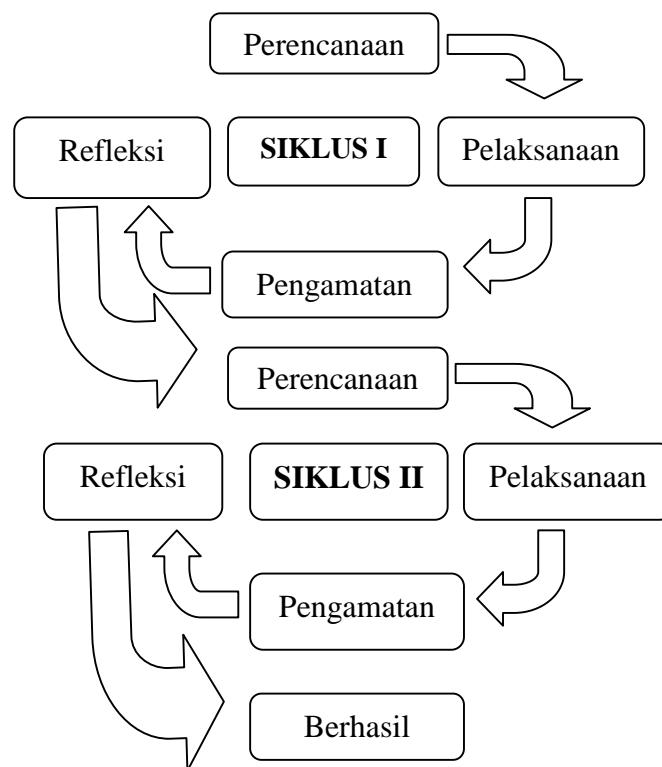 Perencanaan
Refleksi
SIKLUS I
Pelaksanaan
Pengamatan
Perencanaan
Refleksi
SIKLUS II
Pelaksanaan
Pengamatan
Berhasil